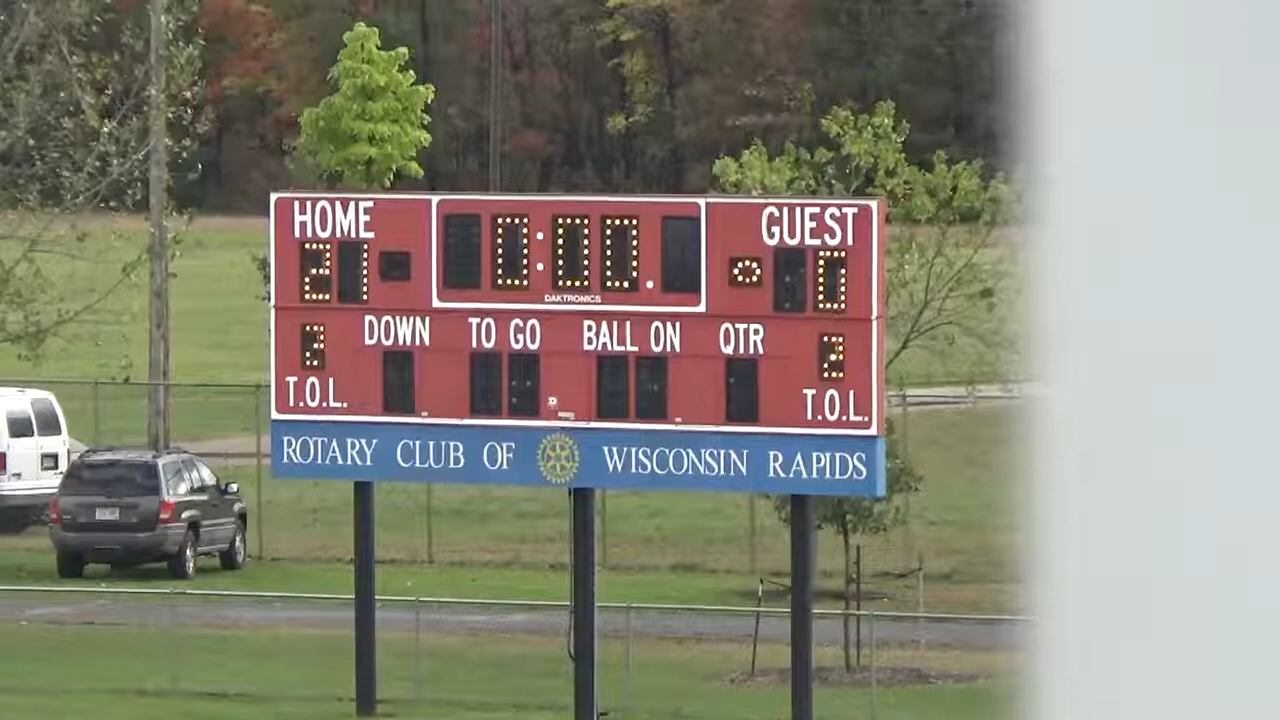 HOME GUEST
21 0:00. 0
DAKTRONICS
DOWN TO GO BALL ON QTR
2 2
T.O.L. T.O.L.
ROTARY CLUB OF WISCONSIN RAPIDS